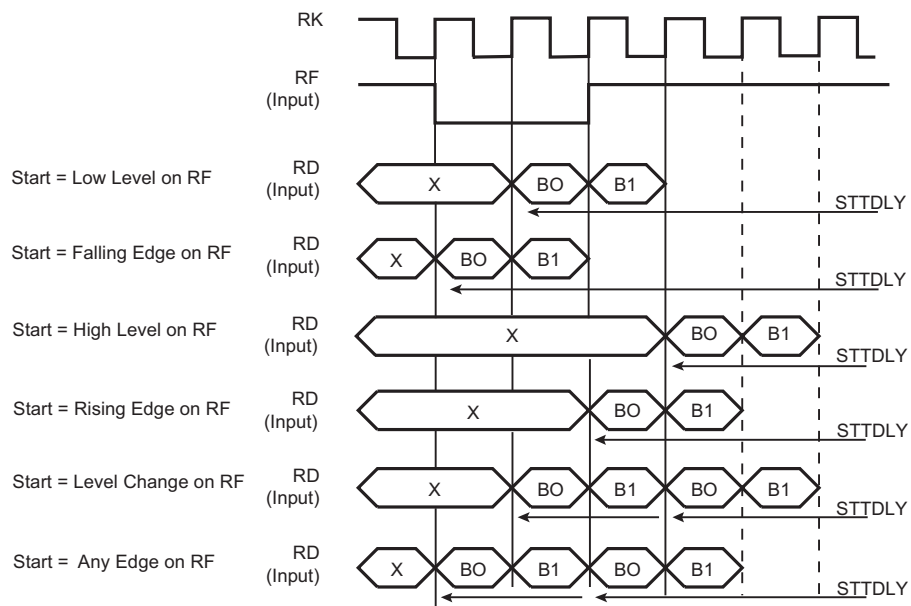 RK
RF
(Input)
Start = Low Level on RF
RD
(Input)
X
BO
B1
STTDLY
Start = Falling Edge on RF
RD
(Input)
X
BO
B1
STTDLY
Start = High Level on RF
RD
(Input)
X
BO
B1
STTDLY
Start = Rising Edge on RF
RD
(Input)
X
BO
B1
STTDLY
Start = Level Change on RF
RD
(Input)
X
BO
B1
BO
B1
STTDLY
Start = Any Edge on RF
RD
(Input)
X
BO
B1
BO
B1
STTDLY